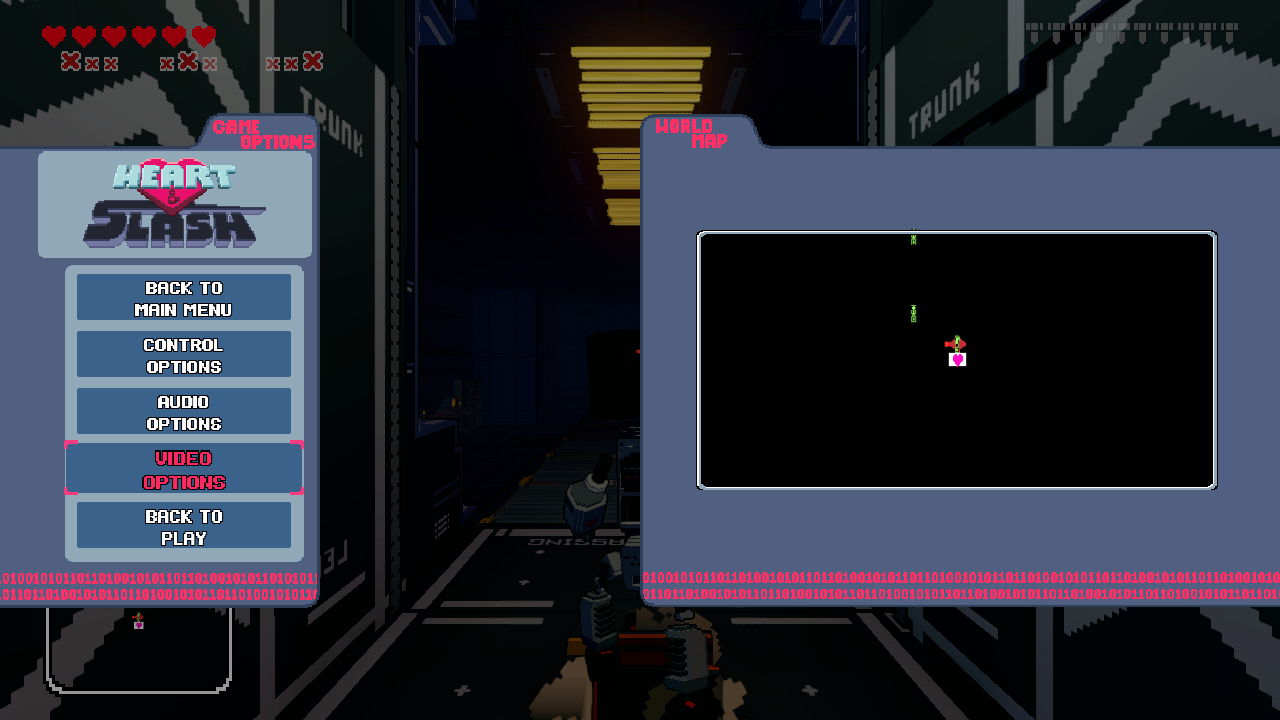 TRUNK
TRUNK
GAME
OPTIONS
WORLD
MAP
HEART
&
SLASH
BACK TO
MAIN MENU
CONTROL
OPTIONS
AUDIO
OPTIONS
VIDEO
OPTIONS
BACK TO
PLAY